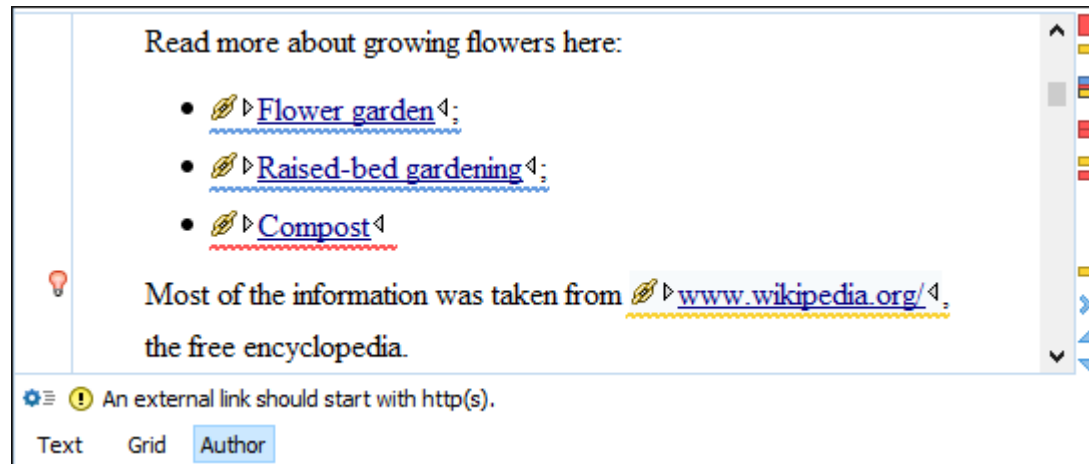 Read more about growing flowers here:
• Flower garden;
• Raised-bed gardening;
• Compost
Most of the information was taken from www.wikipedia.org/,
the free encyclopedia.
An external link should start with http(s).
Text Grid Author